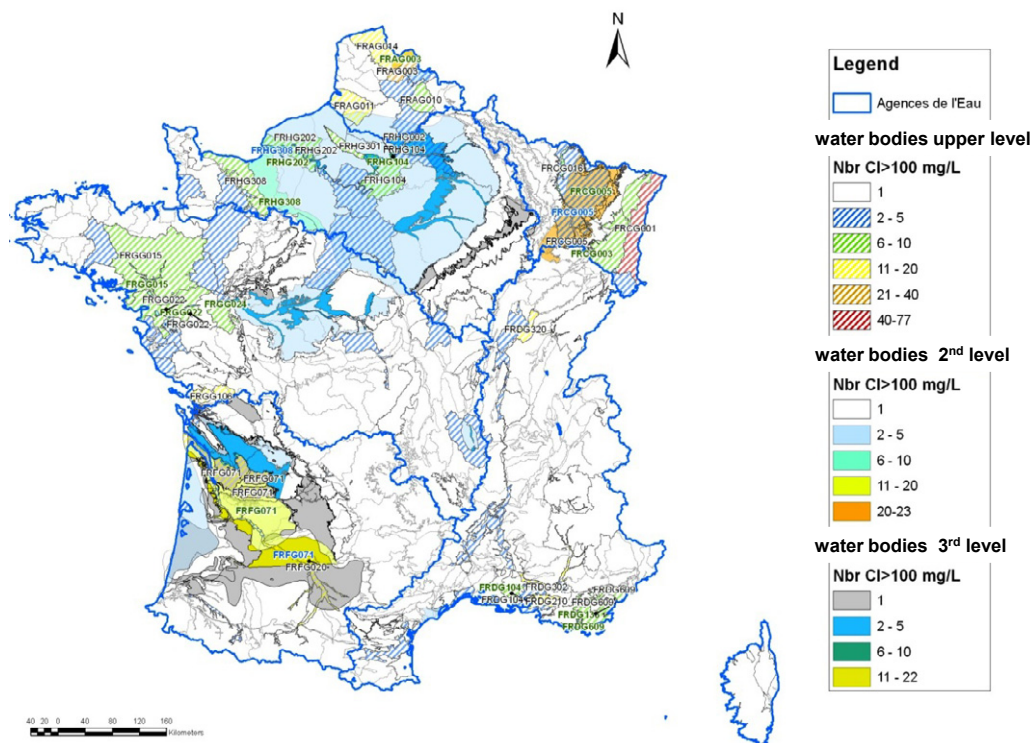 N
FRAG014
FRAG003
FRAG003
FRAG011
FRAG010
FRHG202
FRHG002
FRHG308
FRHG202
FRHG301
FRHG104
FRHG202
FRHG104
FRHG308
FRHG104
FRHG308
FRCG016
FRCG005
FRCG005
FRCG001
FRCG005
FRCG003
FRGG015
FRGG015
FRGG022
FRGG024
FRGG022
FRGG022
FRDG320
FRGG106
FRFG071
FRFG071
FRFG071
FRFG071
FRFG071
FRFG020
FRDG104
FRDG302
FRDG609
FRDG104
FRDG210
FRDG609
FRDG609
40 20 0 40 80 120 160
Kilometers
Legend
Agences de l'Eau
water bodies upper level
Nbr Cl>100 mg/L
1
2 - 5
6 - 10
11 - 20
21 - 40
40-77
water bodies 2nd level
Nbr Cl>100 mg/L
1
2 - 5
6 - 10
11 - 20
20-23
water bodies 3rd level
Nbr Cl>100 mg/L
1
2 - 5
6 - 10
11 - 22